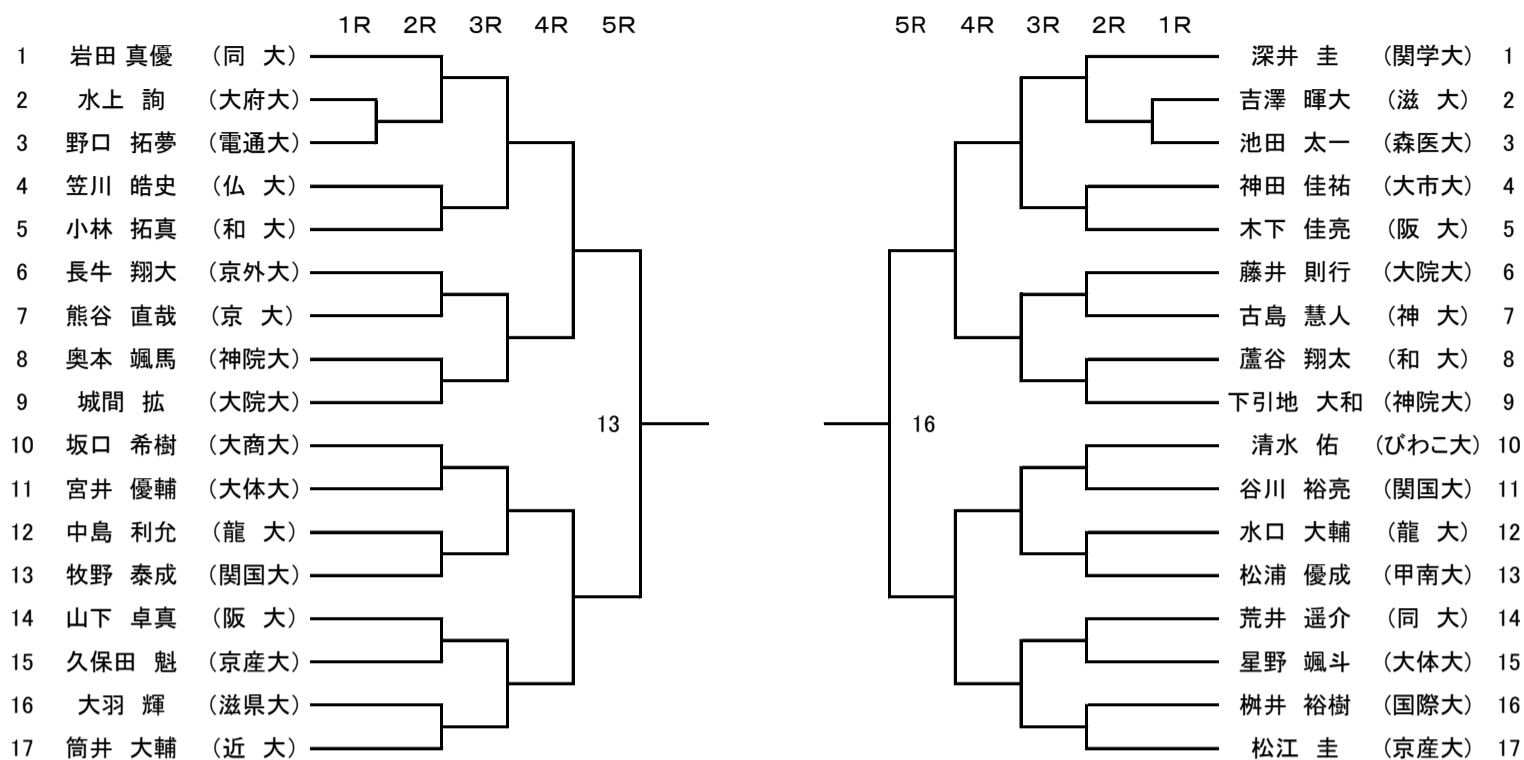 1R 2R 3R 4R 5R 5R 4R 3R 2R 1R
1 岩田 真優 (同 大) 深井 圭 (関学大) 1
2 水上 詢 (大府大) 吉澤 暉大 (滋 大) 2
3 野口 拓夢 (電通大) 池田 太一 (森医大) 3
4 笠川 皓史 (仏 大) 神田 佳祐 (大市大) 4
5 小林 拓真 (和 大) 木下 佳亮 (阪 大) 5
6 長牛 翔大 (京外大) 藤井 則行 (大院大) 6
7 熊谷 直哉 (京 大) 古島 慧人 (神 大) 7
8 奥本 颯馬 (神院大) 蘆谷 翔太 (和 大) 8
9 城間 拡 (大院大) 下引地 大和 (神院大) 9
13 16
10 坂口 希樹 (大商大) 清水 佑 (びわこ大) 10
11 宮井 優輔 (大体大) 谷川 裕亮 (関国大) 11
12 中島 利允 (龍 大) 水口 大輔 (龍 大) 12
13 牧野 泰成 (関国大) 松浦 優成 (甲南大) 13
14 山下 卓真 (阪 大) 荒井 遥介 (同 大) 14
15 久保田 魁 (京産大) 星野 颯斗 (大体大) 15
16 大羽 輝 (滋県大) 桝井 裕樹 (国際大) 16
17 筒井 大輔 (近 大) 松江 圭 (京産大) 17